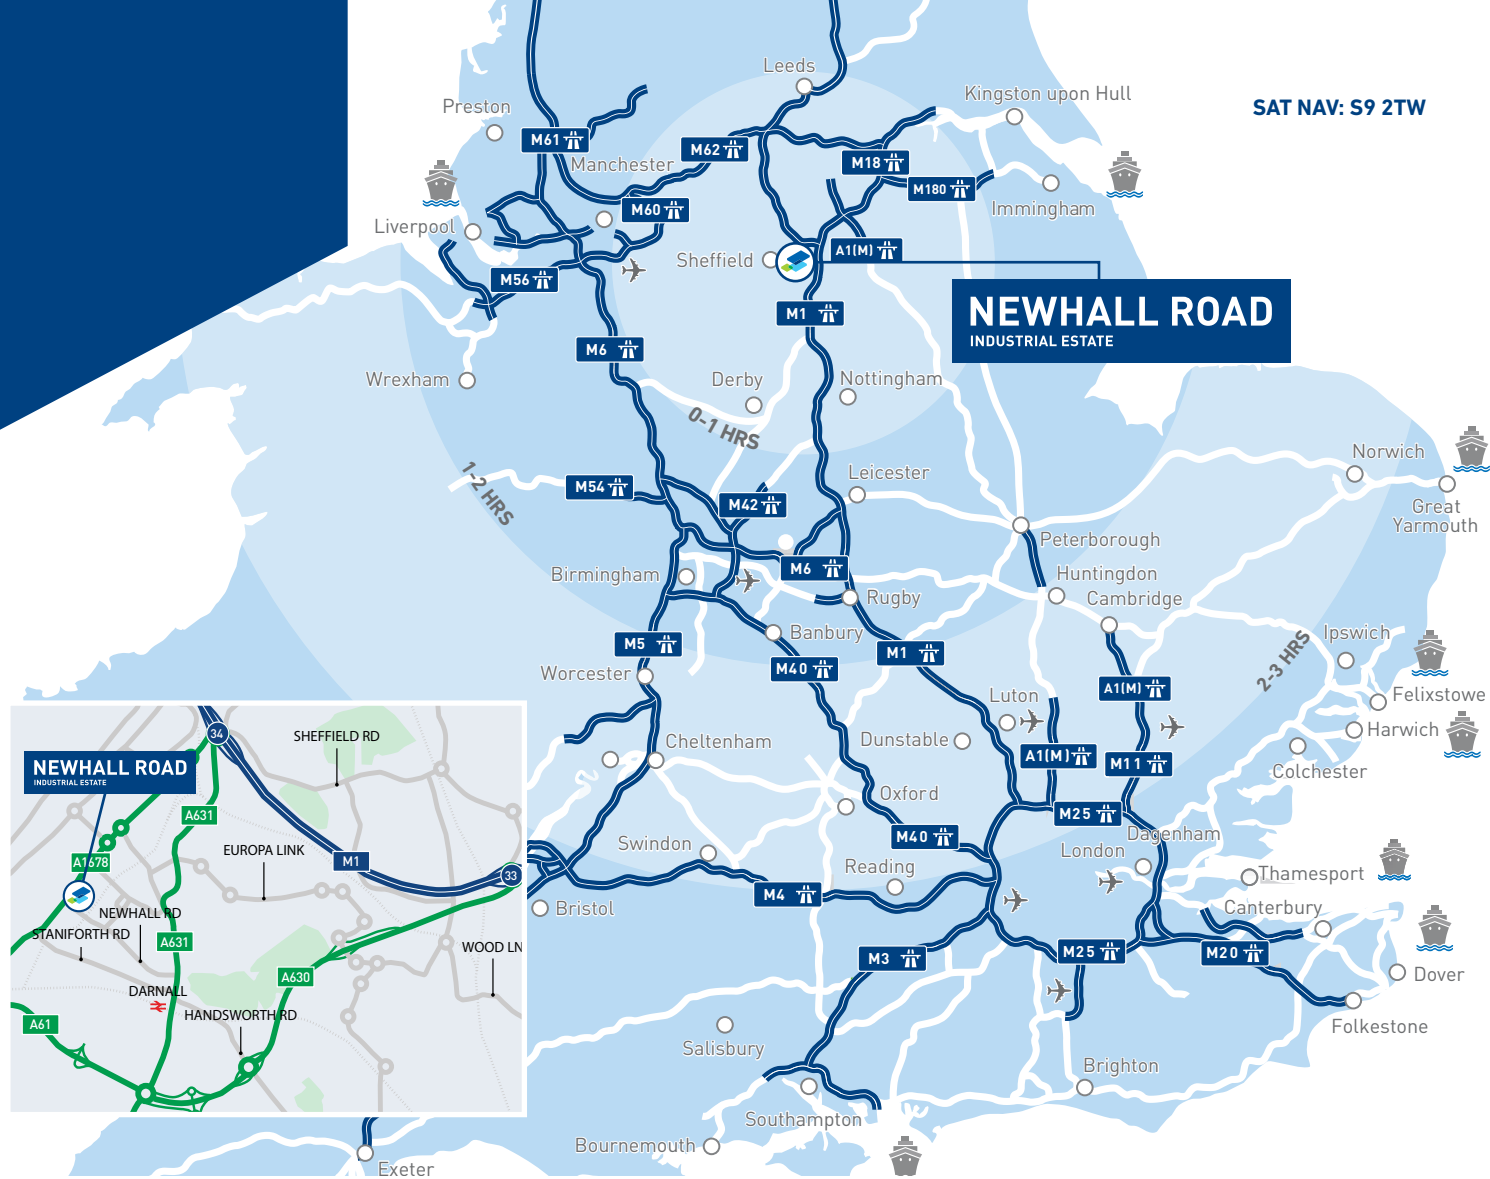 Leeds
Kingston upon Hull
SAT NAV: S9 2TW
Preston
M61
M62
Manchester
M18
M180
Immingham
M60
Liverpool
Sheffield
A1(M)
M56
M1
NEWHALL ROAD
INDUSTRIAL ESTATE
M6
Wrexham
Derby
Nottingham
0-1 HRS
1-2 HRS
Norwich
Leicester
M54
M42
Great
Yarmouth
Peterborough
M6
Birmingham
Huntingdon
Cambridge
Rugby
Banbury
Ipswich
M5
M1
2-3 HRS
M40
Worcester
A1(M)
Luton
Felixstowe
Harwich
Cheltenham
Dunstable
A1(M)
M11
Colchester
Oxford
M25
Dagenham
M40
Swindon
London
Reading
Thamesport
M4
Canterbury
Bristol
M3
M25
M20
Dover
Folkestone
Salisbury
Brighton
Southampton
Bournemouth
Exeter
34
SHEFFIELD RD
NEWHALL ROAD
INDUSTRIAL ESTATE
A631
EUROPA LINK
M1
A1678
33
NEWHALL RD
STANIFORTH RD
A631
WOOD LN
A630
DARNALL
HANDSWORTH RD
A61